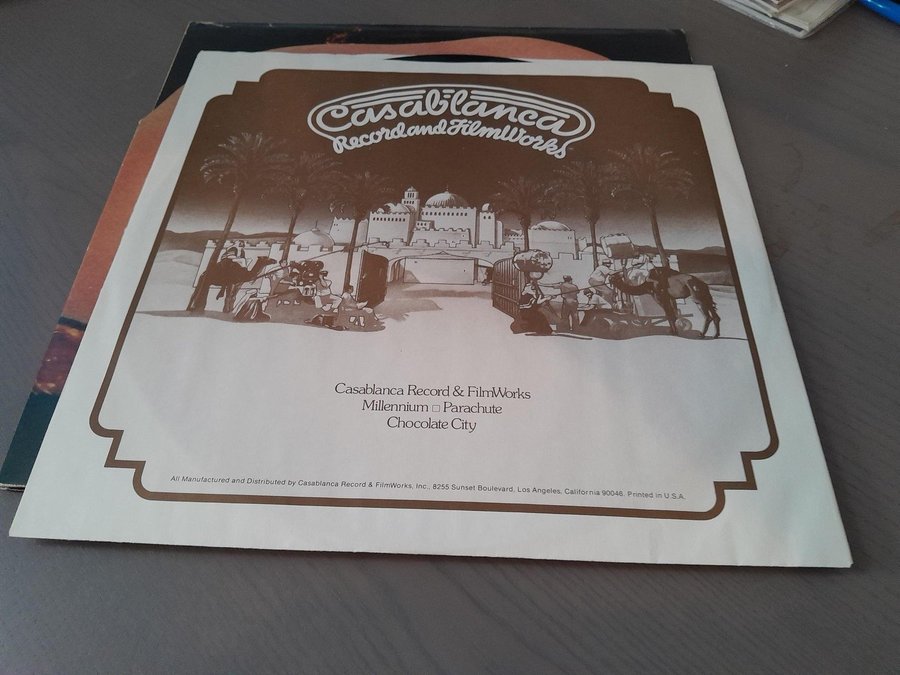 Casablanca
Record and FilmWorks
Casablanca Record & FilmWorks
Millennium □ Parachute
Chocolate City
All Manufactured and Distributed by Casablanca Record & FilmWorks, Inc., 8255 Sunset Boulevard, Los Angeles, California 90046. Printed in U.S.A.